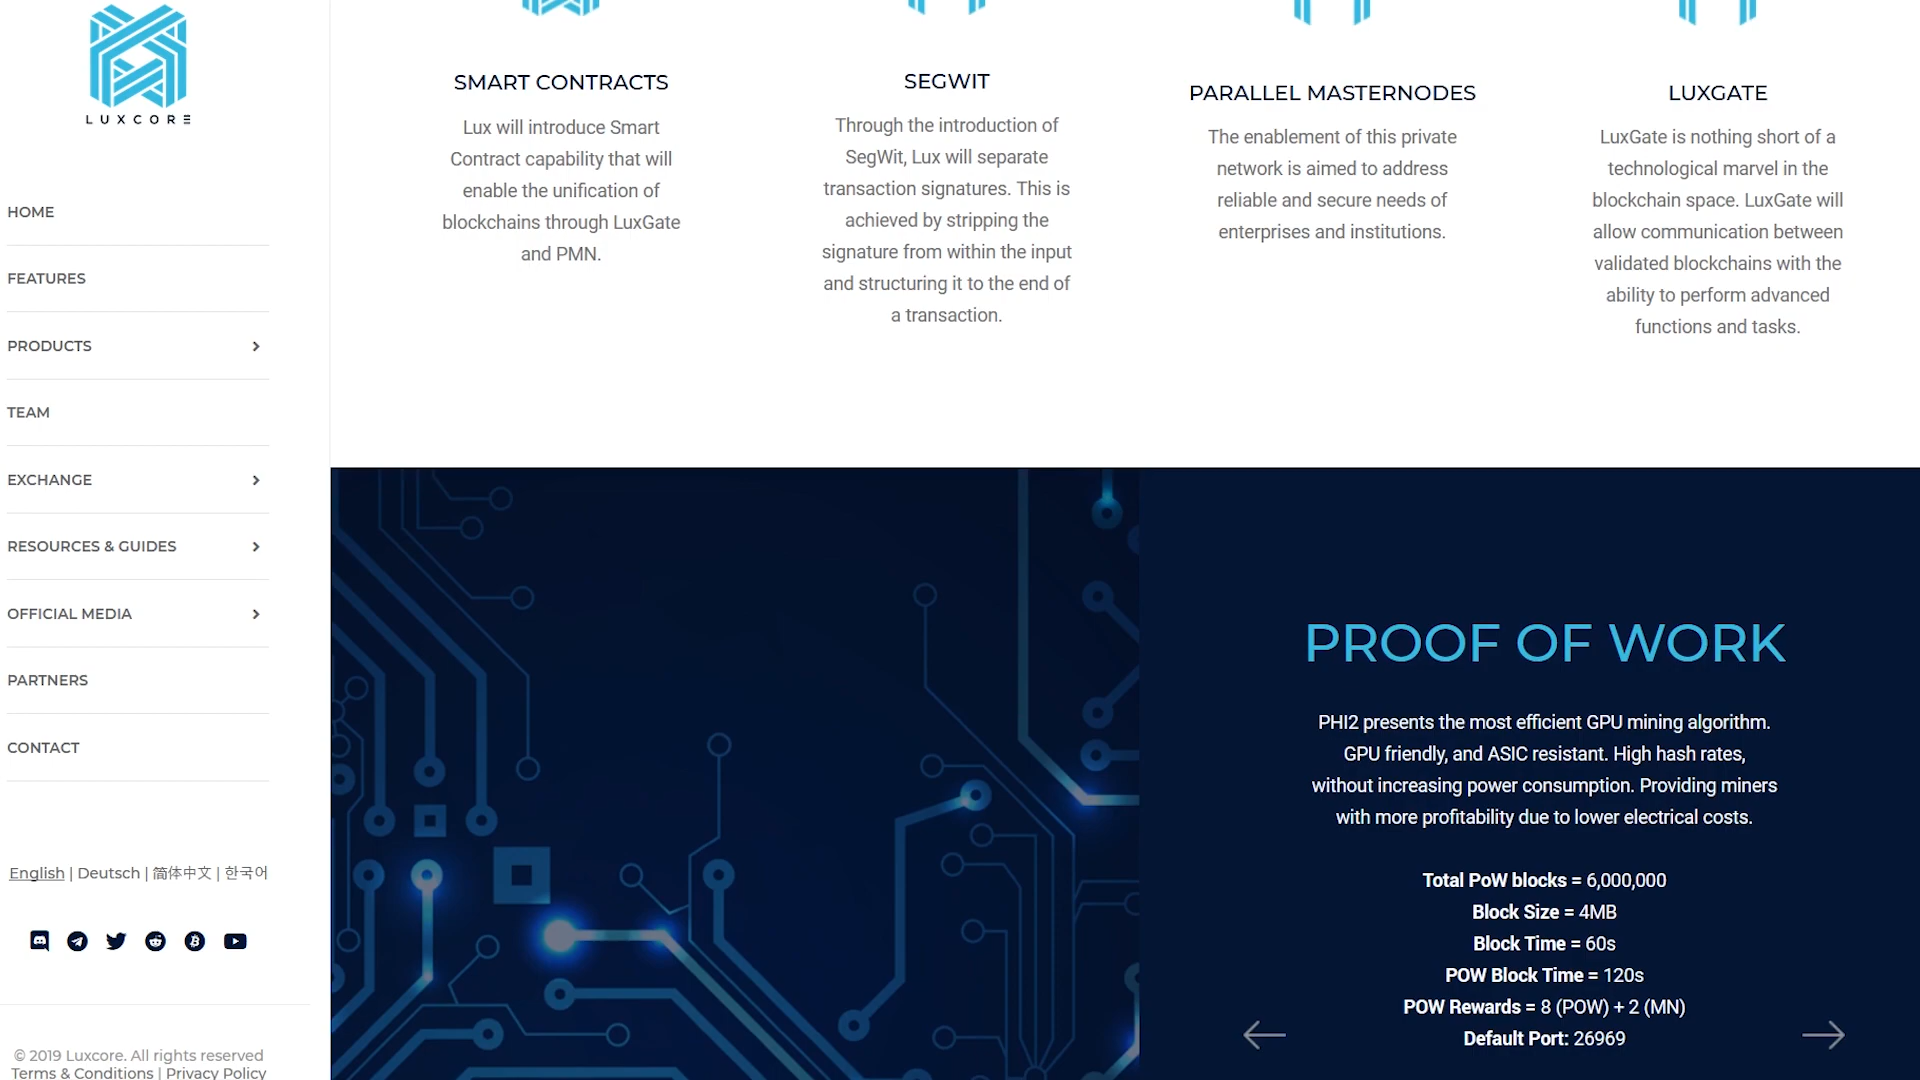 LUXCORE
HOME
FEATURES
PRODUCTS
TEAM
EXCHANGE
RESOURCES & GUIDES
OFFICIAL MEDIA
PARTNERS
CONTACT
English | Deutsch | 简体中文 | 한국어
© 2019 Luxcore. All rights reserved
Terms & Conditions | Privacy Policy
SMART CONTRACTS
Lux will introduce Smart
Contract capability that will
enable the unification of
blockchains through LuxGate
and PMN.
SEGWIT
Through the introduction of
SegWit, Lux will separate
transaction signatures. This is
achieved by stripping the
signature from within the input
and structuring it to the end of
a transaction.
PARALLEL MASTERNODES
The enablement of this private
network is aimed to address
reliable and secure needs of
enterprises and institutions.
LUXGATE
LuxGate is nothing short of a
technological marvel in the
blockchain space. LuxGate will
allow communication between
validated blockchains with the
ability to perform advanced
functions and tasks.
PROOF OF WORK
PHI2 presents the most efficient GPU mining algorithm.
GPU friendly, and ASIC resistant. High hash rates,
without increasing power consumption. Providing miners
with more profitability due to lower electrical costs.
Total PoW blocks = 6,000,000
Block Size = 4MB
Block Time = 60s
POW Block Time = 120s
POW Rewards = 8 (POW) + 2 (MN)
Default Port: 26969